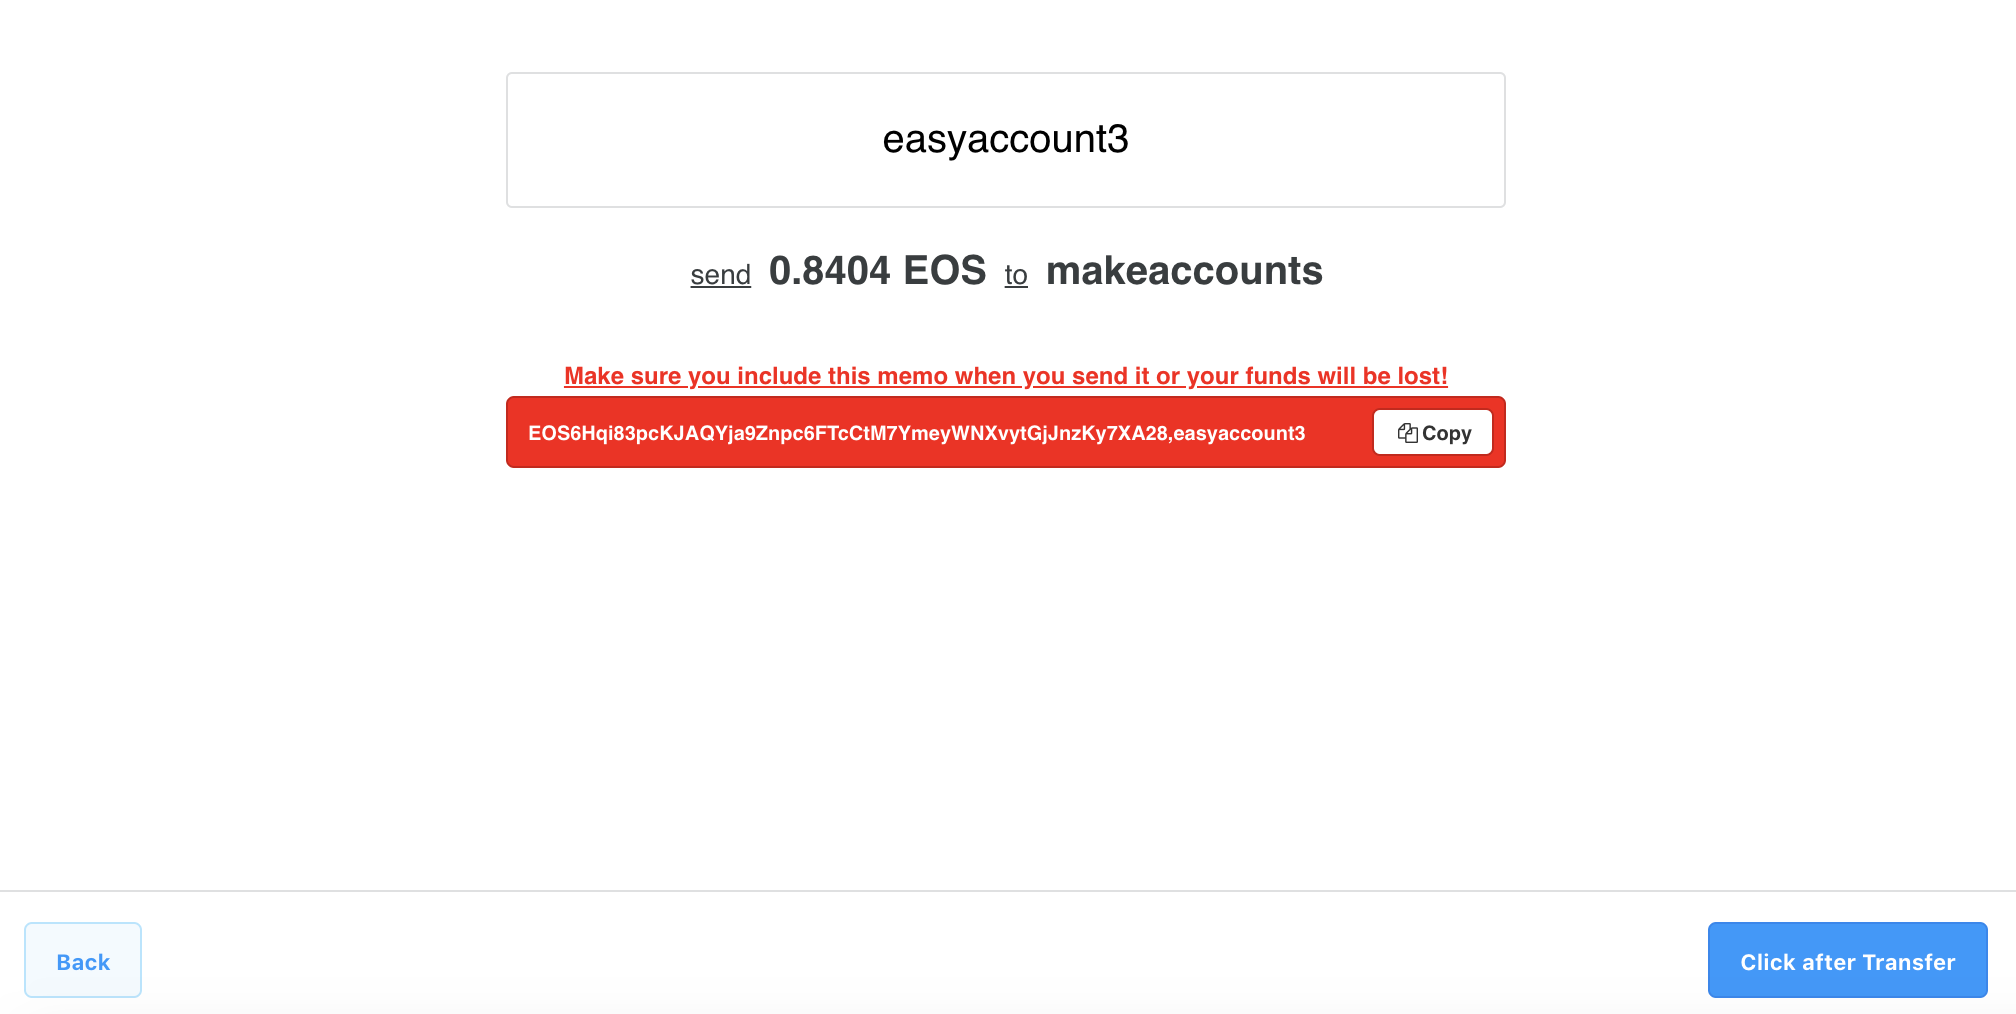 easyaccount3
send 0.8404 EOS to makeaccounts
Make sure you include this memo when you send it or your funds will be lost!
EOS6Hqi83pcKJAQYja9Znpc6FTcCtM7YmeyWNXvytGjJnzKy7XA28,easyaccount3 Copy
Back Click after Transfer